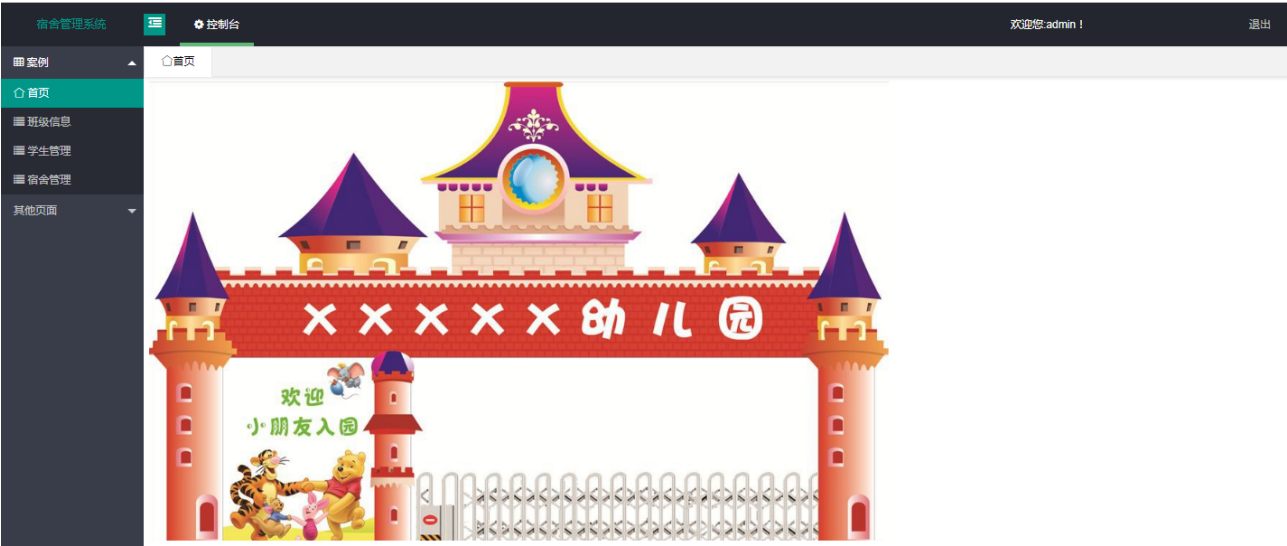 宿舍管理系统
控制台
欢迎您:admin！
退出
案例
首页
首页
班级信息
学生管理
宿舍管理
其他页面
×××××幼儿园
欢迎
小朋友入园